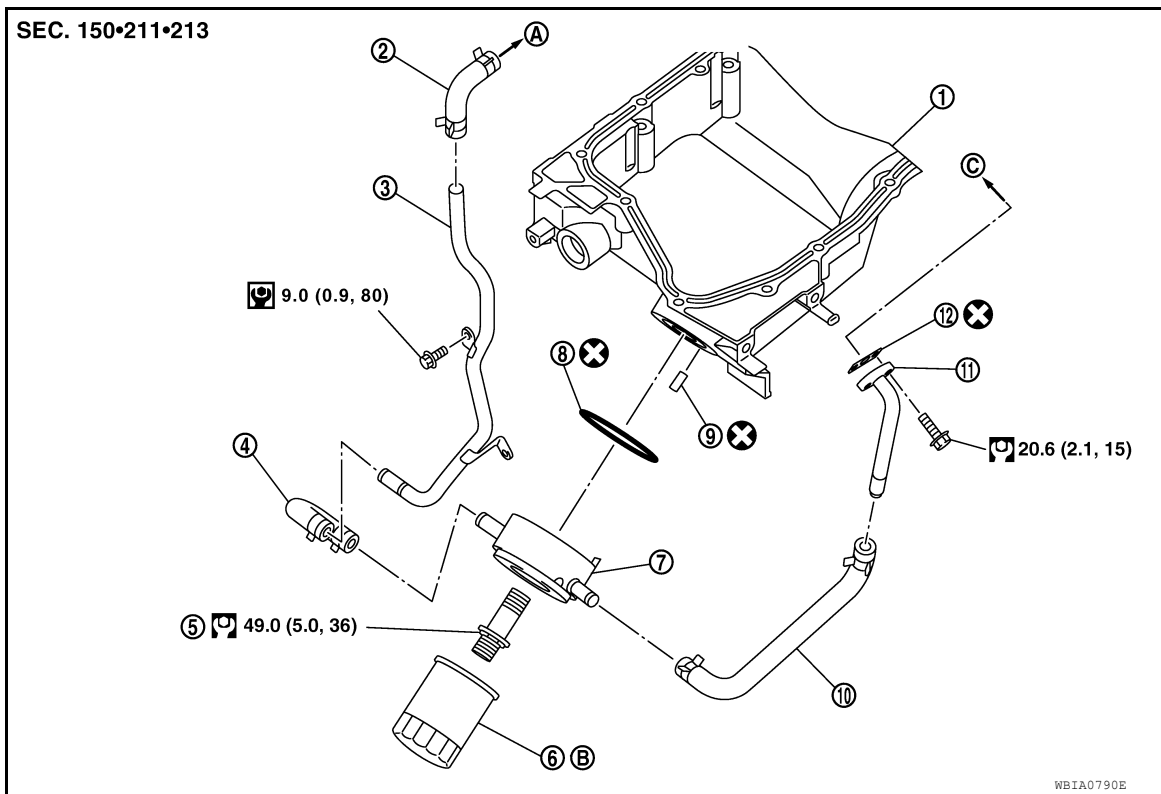 SEC. 150•211•213
Ⓐ
②
①
③
Ⓒ
9.0 (0.9, 80)
⑫
⑧
⑪
⑨
④
20.6 (2.1, 15)
⑦
⑤ 49.0 (5.0, 36)
⑩
⑥ Ⓑ
WBIA0790E